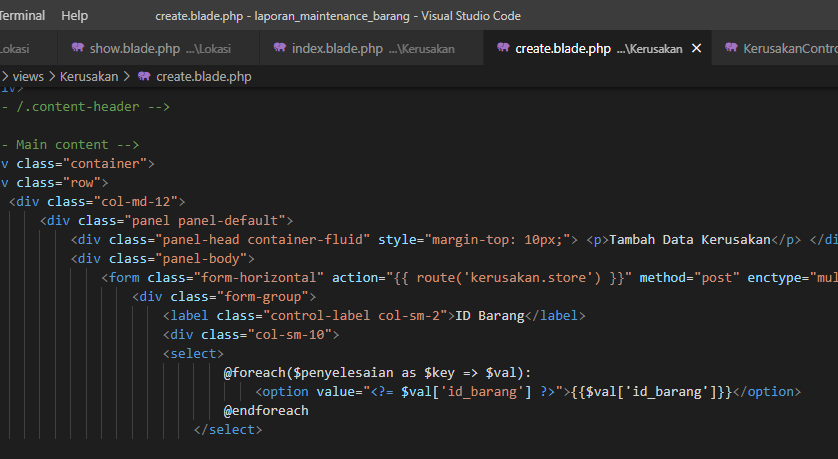 Terminal Help create.blade.php - laporan_maintenance_barang - Visual Studio Code
Lokasi show.blade.php ...\Lokasi index.blade.php ...\Kerusakan create.blade.php ...\Kerusakan × KerusakanContro
> views > Kerusakan > create.blade.php
iv>
- /.content-header -->
- Main content -->
v class="container">
v class="row">
<div class="col-md-12">
<div class="panel panel-default">
<div class="panel-head container-fluid" style="margin-top: 10px;"> <p>Tambah Data Kerusakan</p> </di
<div class="panel-body">
<form class="form-horizontal" action="{{ route('kerusakan.store') }}" method="post" enctype="mul
<div class="form-group">
<label class="control-label col-sm-2">ID Barang</label>
<div class="col-sm-10">
<select>
@foreach($penyelesaian as $key => $val):
<option value="<?= $val['id_barang'] ?>">{{$val['id_barang']}}</option>
@endforeach
</select>